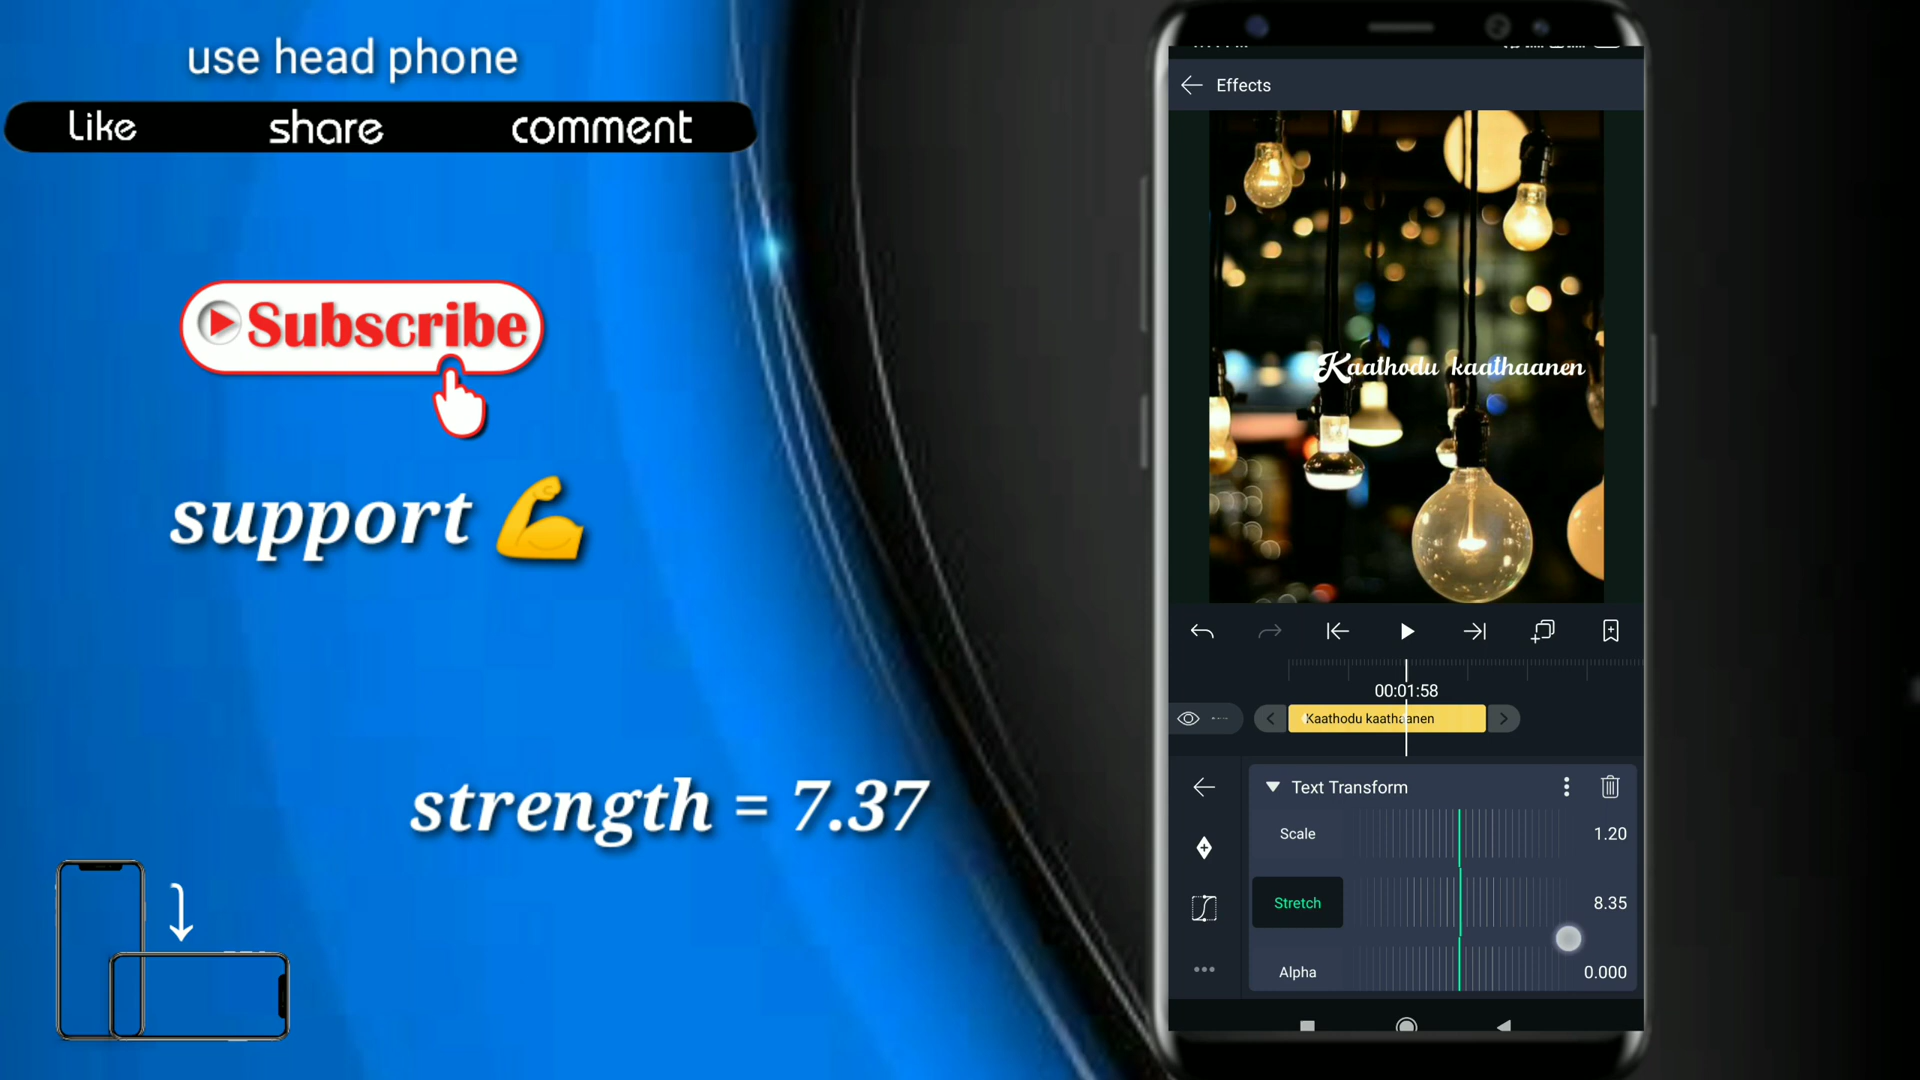 use head phone
like share comment
Subscribe
support
strength = 7.37
Effects
Kaathodu kaathaanen
00:01:58
Kaathodu kaathaanen
Text Transform
Scale 1.20
Stretch 8.35
Alpha 0.000